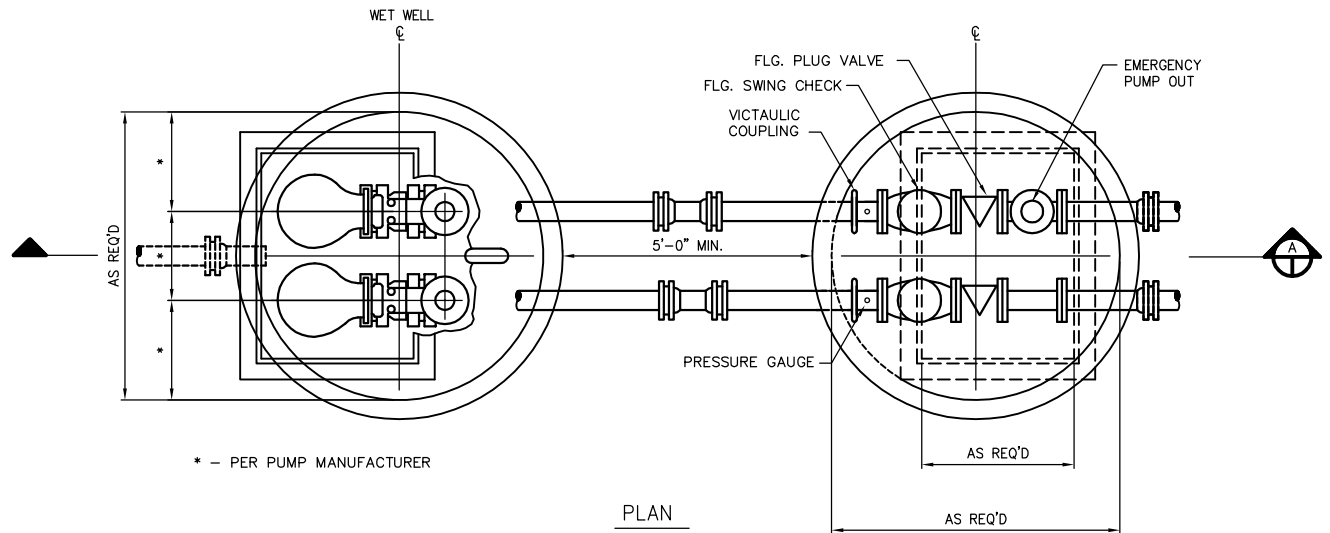 WET WELL
℄
℄
FLG. PLUG VALVE
EMERGENCY
PUMP OUT
FLG. SWING CHECK
VICTAULIC
COUPLING
AS REQ'D
*
*
*
5'-0" MIN.
A
PRESSURE GAUGE
* - PER PUMP MANUFACTURER
AS REQ'D
PLAN
AS REQ'D